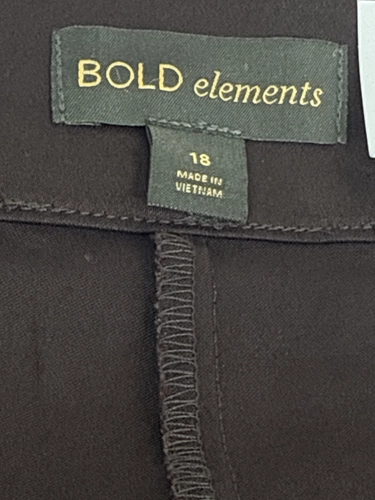 BOLD elements
18
MADE IN
VIETNAM